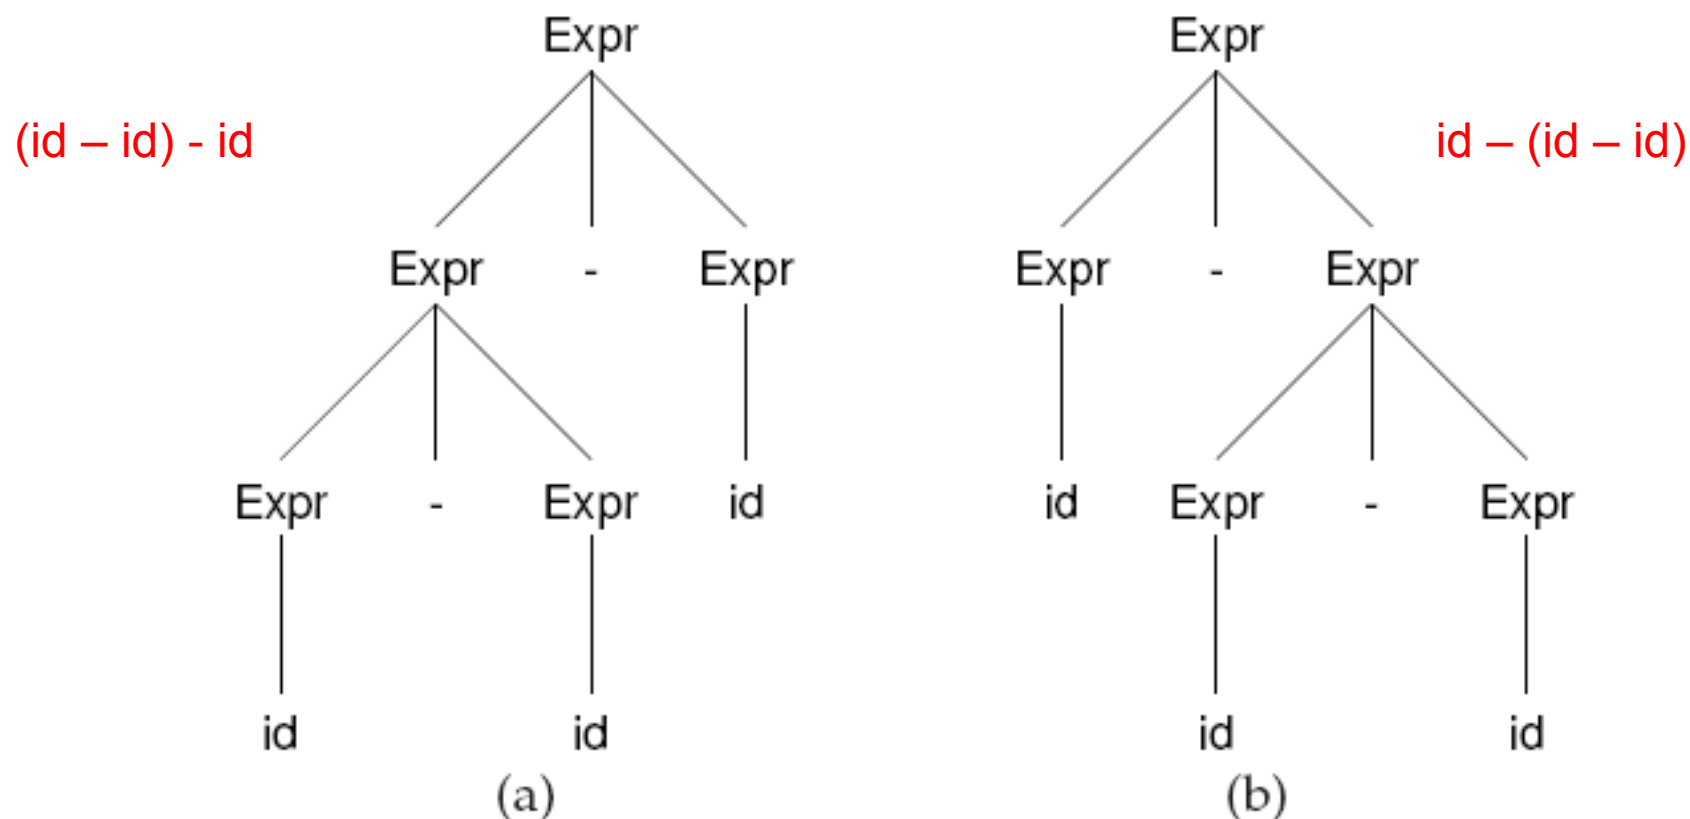 Expr Expr
(id – id) - id id – (id – id)
Expr - Expr Expr - Expr
Expr - Expr id id Expr - Expr
id id id id
(a) (b)